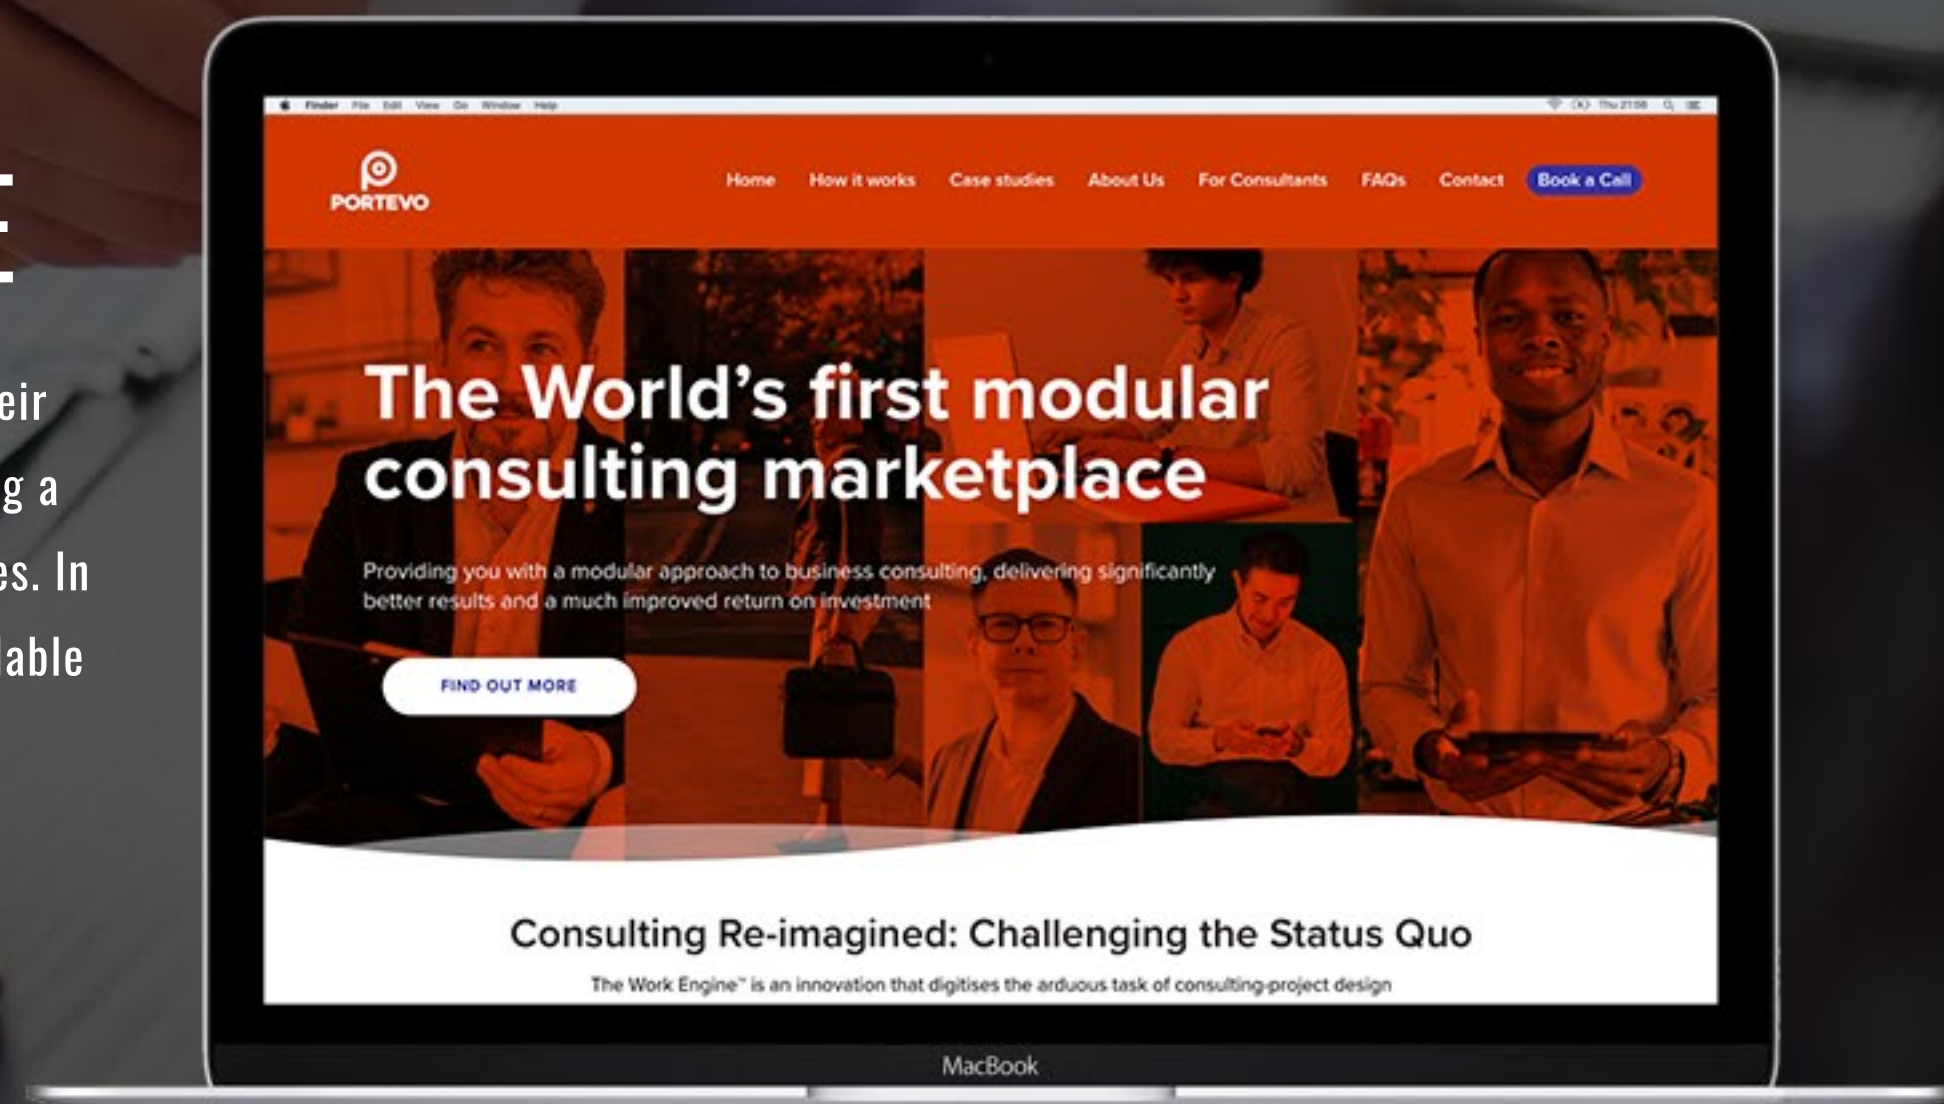 Finder File Edit View Go Window Help
Thu 21:56
PORTEVO
Home How it works Case studies About Us For Consultants FAQs Contact Book a Call
The World's first modular
consulting marketplace
Providing you with a modular approach to business consulting, delivering significantly
better results and a much improved return on investment
FIND OUT MORE
Consulting Re-imagined: Challenging the Status Quo
The Work Engine™ is an innovation that digitises the arduous task of consulting-project design
MacBook
g a
In